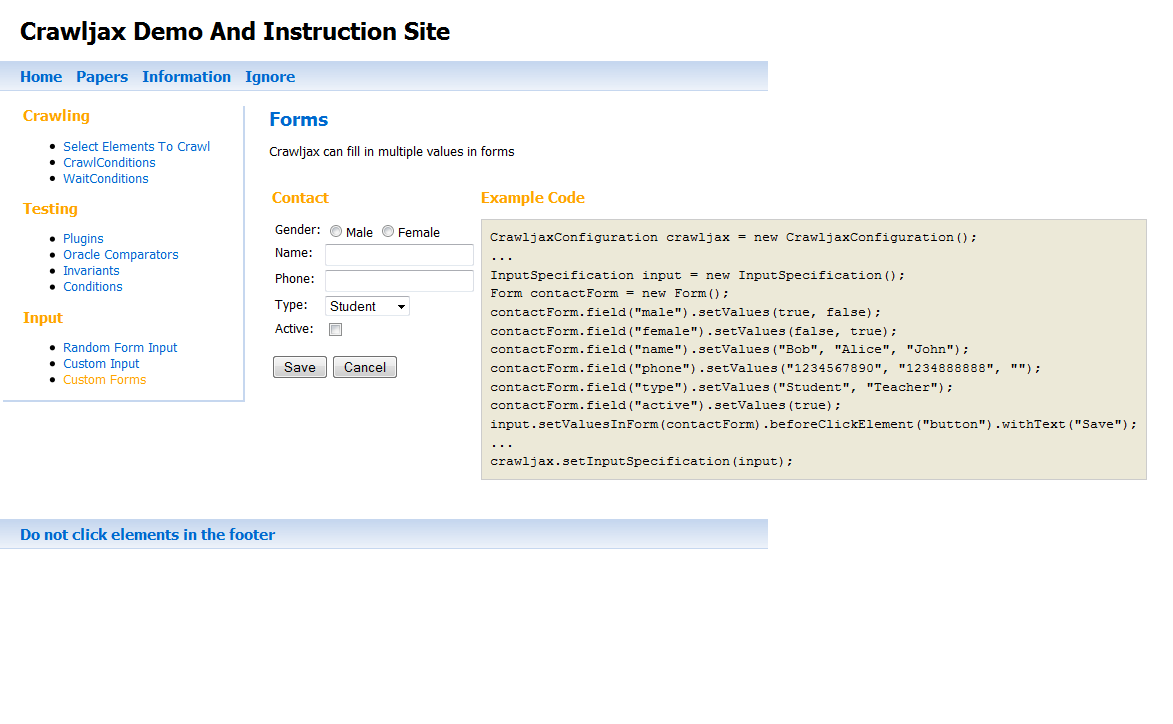 Crawljax Demo And Instruction Site
Home Papers Information Ignore
Crawling
Select Elements To Crawl
CrawlConditions
WaitConditions
Testing
Plugins
Oracle Comparators
Invariants
Conditions
Input
Random Form Input
Custom Input
Custom Forms
Forms
Crawljax can fill in multiple values in forms
Contact
Gender: Male Female
Name:
Phone:
Type: Student
Active:
Save Cancel
Example Code
CrawljaxConfiguration crawljax = new CrawljaxConfiguration();
...
InputSpecification input = new InputSpecification();
Form contactForm = new Form();
contactForm.field("male").setValues(true, false);
contactForm.field("female").setValues(false, true);
contactForm.field("name").setValues("Bob", "Alice", "John");
contactForm.field("phone").setValues("1234567890", "1234888888", "");
contactForm.field("type").setValues("Student", "Teacher");
contactForm.field("active").setValues(true);
input.setValuesInForm(contactForm).beforeClickElement("button").withText("Save");
...
crawljax.setInputSpecification(input);
Do not click elements in the footer